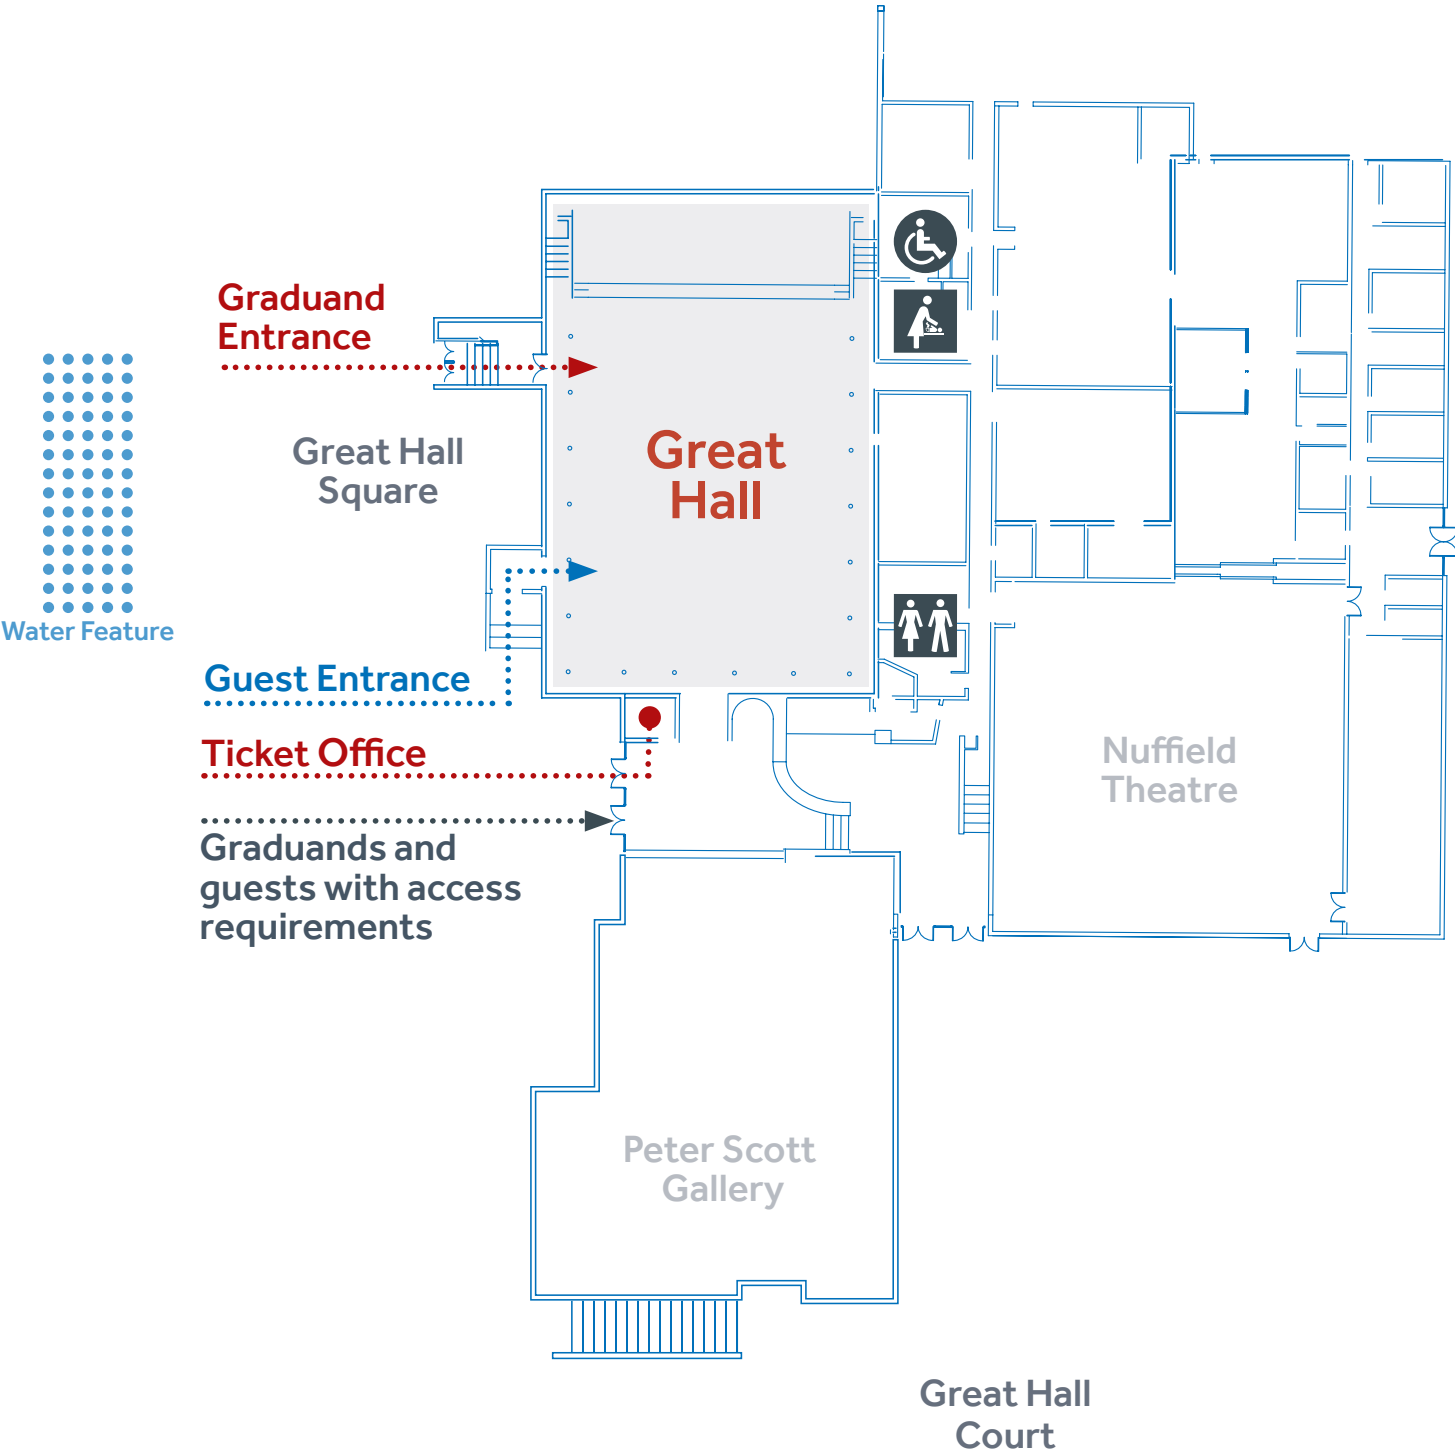 Graduand
Entrance
Great Hall
Square
Great
Hall
Water Feature
Guest Entrance
Ticket Office
Graduands and
guests with access
requirements
Nuffield
Theatre
Peter Scott
Gallery
Great Hall
Court